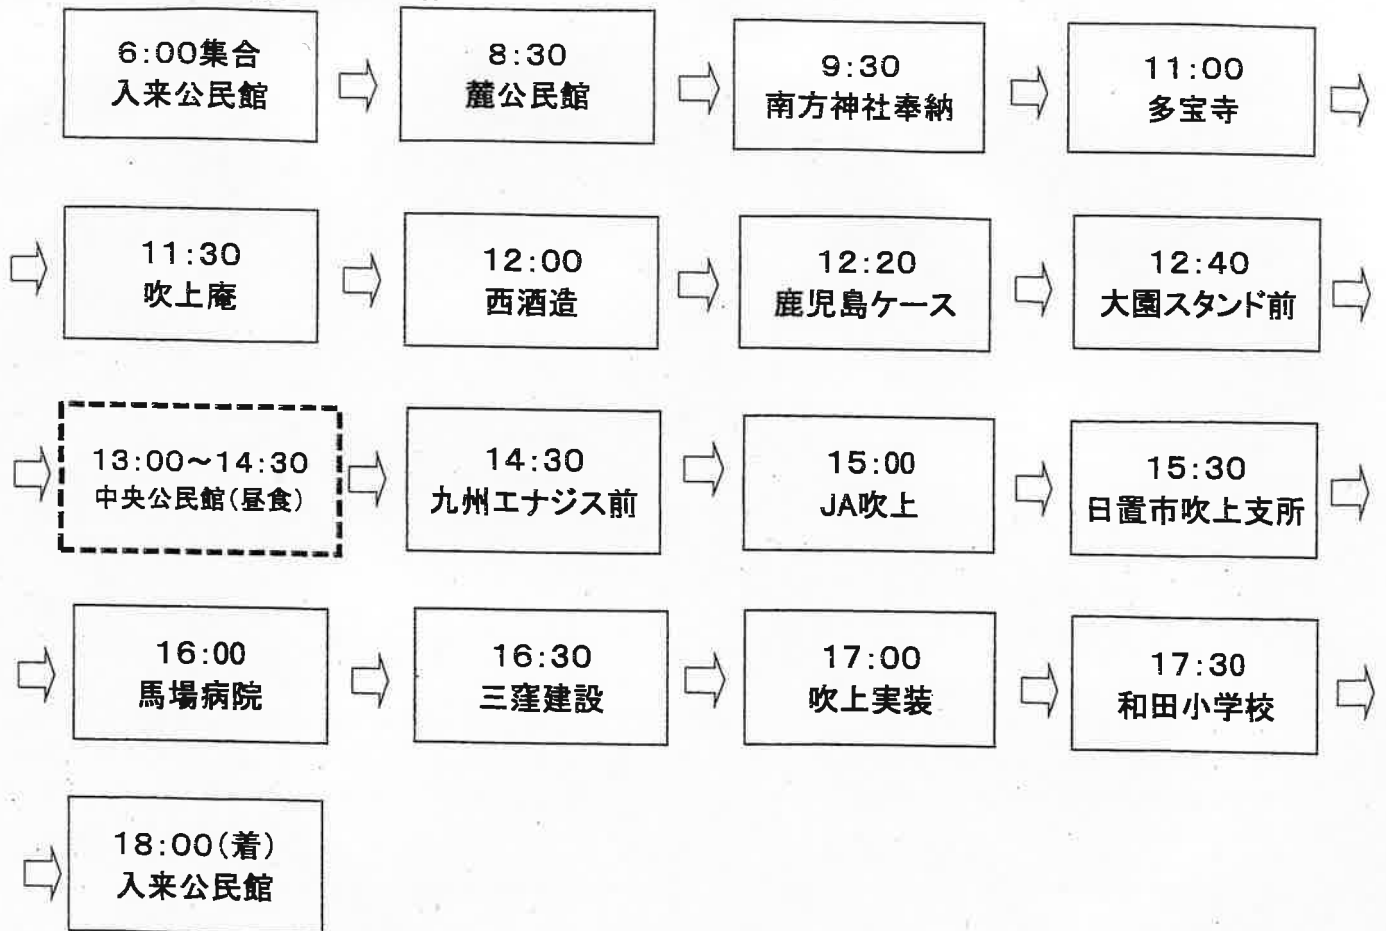 6:00集合
入来公民館
8:30
麓公民館
9:30
南方神社奉納
11:00
多宝寺
11:30
吹上庵
12:00
西酒造
12:20
鹿児島ケース
12:40
大園スタンド前
13:00～14:30
中央公民館(昼食)
14:30
九州エナジス前
15:00
JA吹上
15:30
日置市吹上支所
16:00
馬場病院
16:30
三窪建設
17:00
吹上実装
17:30
和田小学校
18:00(着)
入来公民館